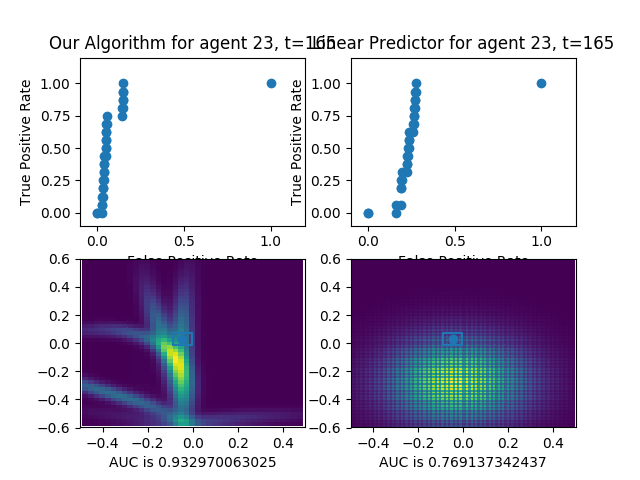 Our Algorithm for agent 23, t=165
Linear Predictor for agent 23, t=165
True Positive Rate
1.00
0.75
0.50
0.25
0.00
0.0 0.5 1.0
False Positive Rate
True Positive Rate
1.00
0.75
0.50
0.25
0.00
0.0 0.5 1.0
False Positive Rate
0.6
0.4
0.2
0.0
−0.2
−0.4
−0.6
−0.4 −0.2 0.0 0.2 0.4
AUC is 0.932970063025
0.6
0.4
0.2
0.0
−0.2
−0.4
−0.6
−0.4 −0.2 0.0 0.2 0.4
AUC is 0.769137342437